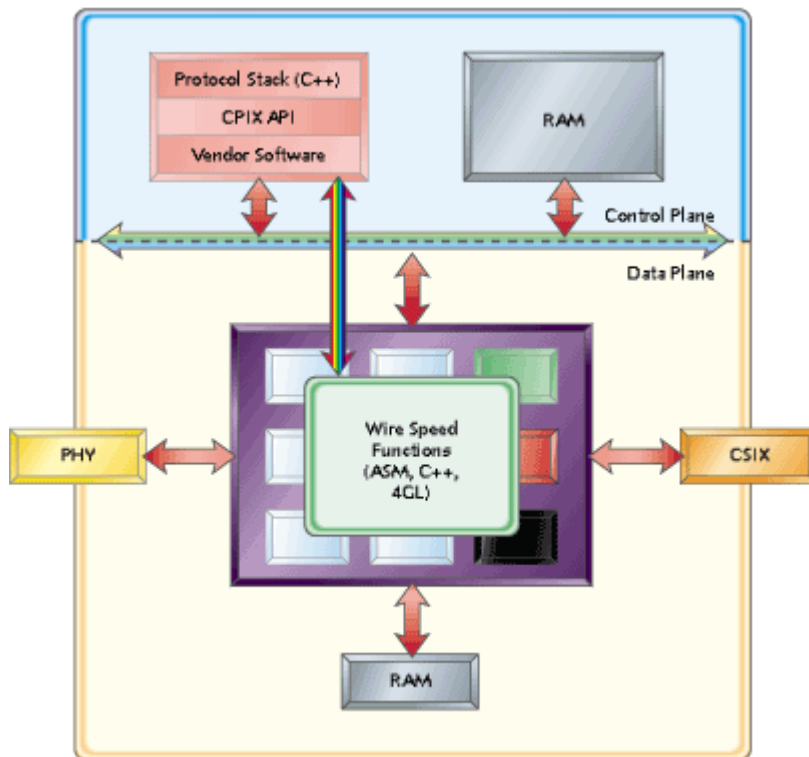 Protocol Stack (C++)
CPIX API
Vendor Software
RAM
Control Plane
Data Plane
Wire Speed
Functions
(ASM, C++,
4GL)
PHY
CSIX
RAM